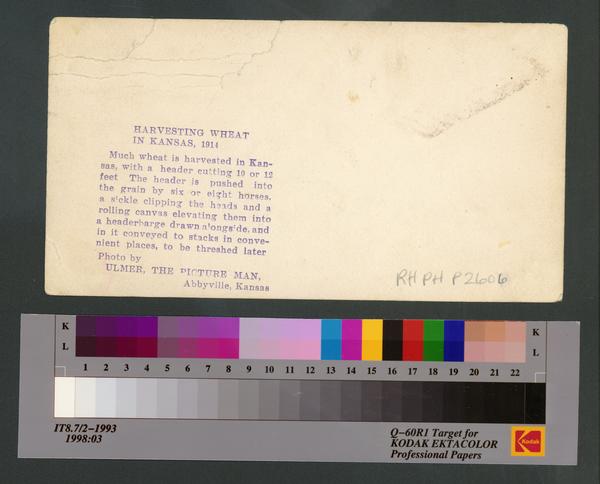 HARVESTING WHEAT
IN KANSAS, 1914
Much wheat is harvested in Kan-
sas, with a header cutting 10 or 12
feet The header is pushed into
the grain by six or eight horses,
a sickle clipping the heads and a
rolling canvas elevating them into
a headerbarge drawn alongside, and
in it conveyed to stacks in conve-
nient places, to be threshed later
Photo by
ULMER, THE PICTURE MAN,
Abbyville, Kansas
RH PH P2606
K K
L L
1 2 3 4 5 6 7 8 9 10 11 12 13 14 15 16 17 18 19 20 21 22
IT8.7/2-1993
1998:03
Q-60R1 Target for
KODAK EKTACOLOR
Professional Papers
Kodak